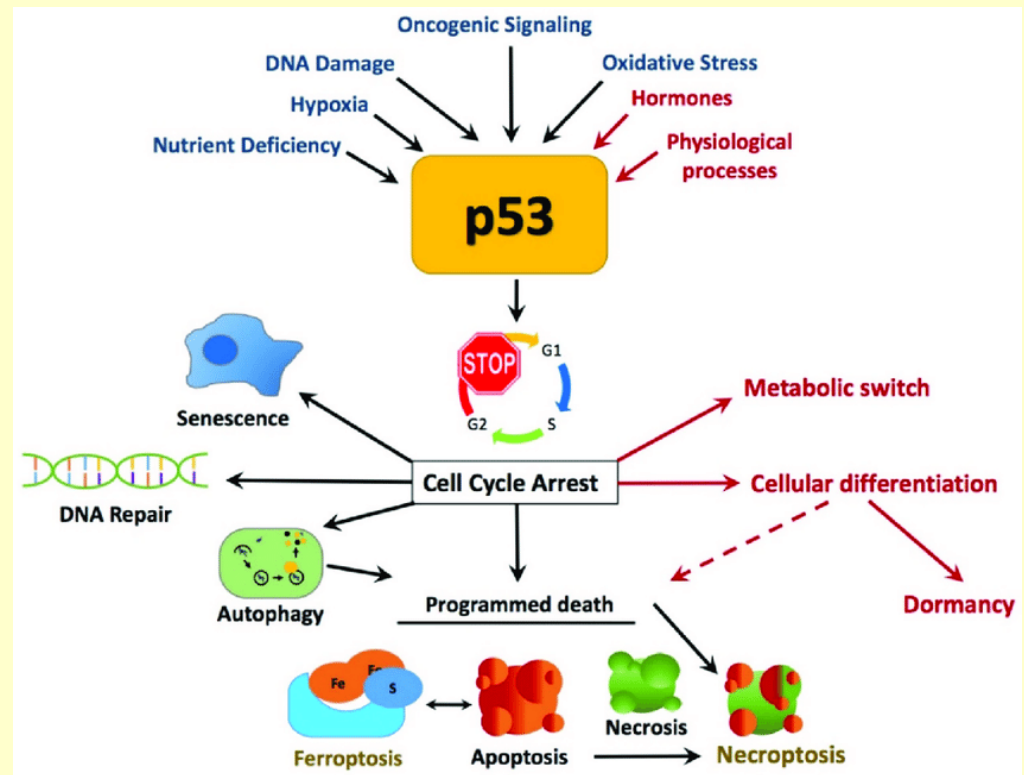 Oncogenic Signaling
DNA Damage
Oxidative Stress
Hypoxia
Hormones
Nutrient Deficiency
Physiological
processes
p53
STOP
G1
G2
S
Senescence
Metabolic switch
Cell Cycle Arrest
Cellular differentiation
DNA Repair
Autophagy
Programmed death
Dormancy
Fe
Fe
S
Necrosis
Ferroptosis
Apoptosis
Necroptosis